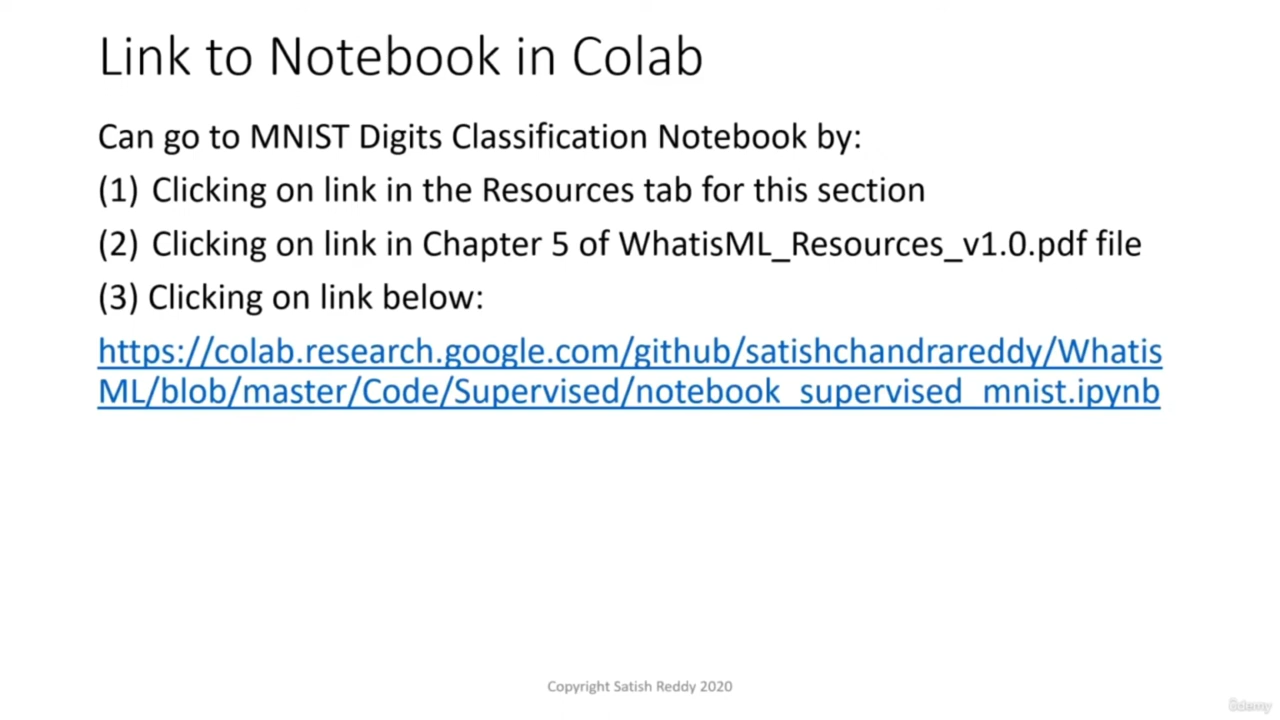 Link to Notebook in Colab
Can go to MNIST Digits Classification Notebook by:
(1) Clicking on link in the Resources tab for this section
(2) Clicking on link in Chapter 5 of WhatisML_Resources_v1.0.pdf file
(3) Clicking on link below:
https://colab.research.google.com/github/satishchandrareddy/Whatis
ML/blob/master/Code/Supervised/notebook_supervised_mnist.ipynb
Copyright Satish Reddy 2020
ûdemy